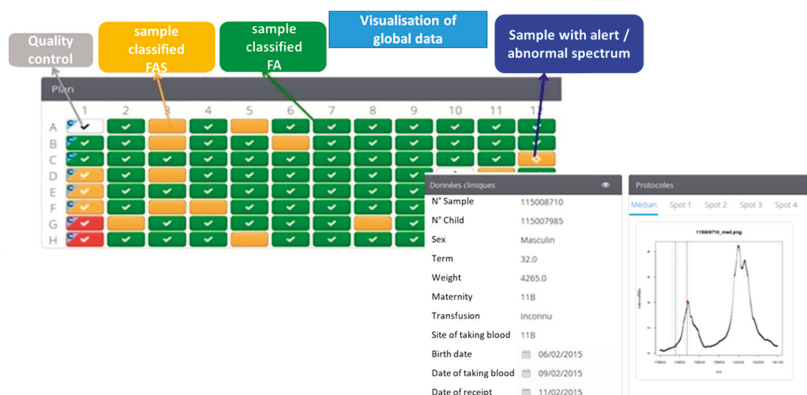 Visualisation of
global data
Quality
control
sample
classified
FAS
sample
classified
FA
Sample with alert /
abnormal spectrum
Plan
1 2 3 4 5 6 7 8 9 10 11 12
A
B
C
D
E
F
G
H
Données cliniques
N° Sample 115008710
N° Child 115007985
Sex Masculin
Term 32.0
Weight 4265.0
Maternity 11B
Transfusion Inconnu
Site of taking blood 11B
Birth date 06/02/2015
Date of taking blood 09/02/2015
Date of receipt 11/02/2015
Protocoles
Médian Spot 1 Spot 2 Spot 3 Spot 4
115008710_med.png